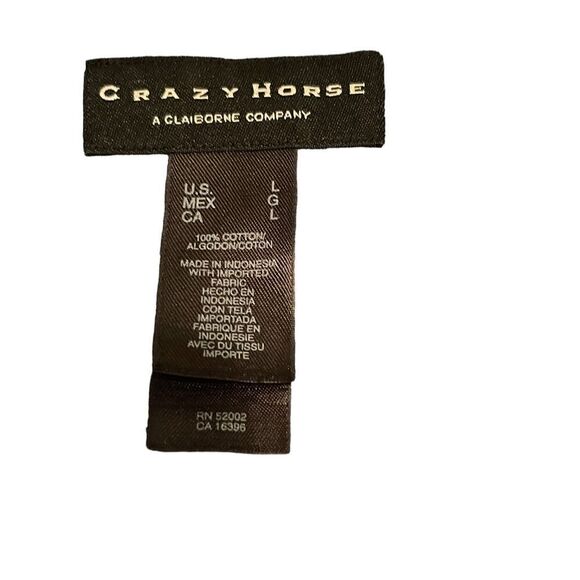 CRAZY HORSE
A CLAIBORNE COMPANY
U.S. L
MEX G
CA L
100% COTTON/
ALGODON/COTON
MADE IN INDONESIA
WITH IMPORTED
FABRIC
HECHO EN
INDONESIA
CON TELA
IMPORTADA
FABRIQUE EN
INDONESIE
AVEC DU TISSU
IMPORTE
RN 52002
CA 16396